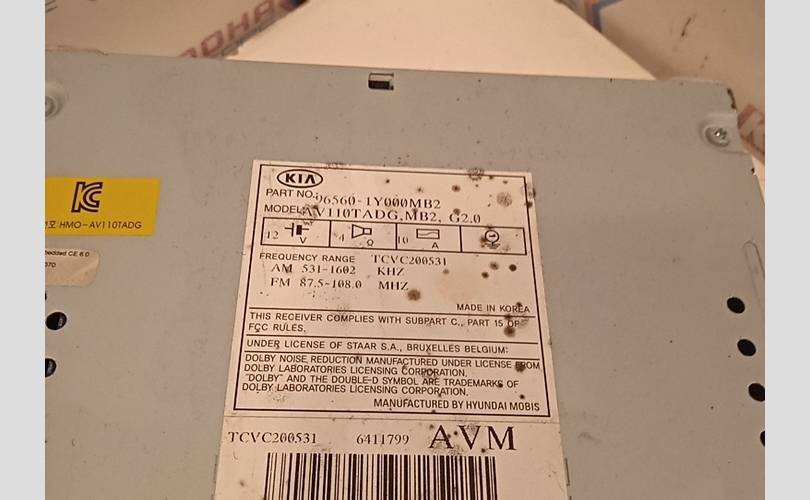 KIA
PART NO. 96560-1Y000MB2
MODEL: AV110TADG,MB2, G2.0
12 V 4 Ω 10 A
FREQUENCY RANGE TCVC200531
AM 531-1602 KHZ
FM 87.5-108.0 MHZ
MADE IN KOREA
THIS RECEIVER COMPLIES WITH SUBPART C., PART 15 OF
FCC RULES.
UNDER LICENSE OF STAAR S.A., BRUXELLES BELGIUM:
DOLBY NOISE REDUCTION MANUFACTURED UNDER LICENSE FROM
DOLBY LABORATORIES LICENSING CORPORATION.
"DOLBY" AND THE DOUBLE-D SYMBOL ARE TRADEMARKS OF
DOLBY LABORATORIES LICENSING CORPORATION.
MANUFACTURED BY HYUNDAI MOBIS
TCVC200531 6411799 AVM
KC
HMO-AV110TADG
CE 6.0